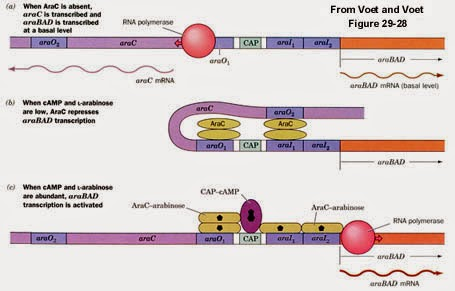 (a) When AraC is absent,
araC is transcribed and
araBAD is transcribed
at a basal level
From Voet and Voet
Figure 29-28
RNA polymerase
araO2
araC
araO1
CAP
araI1
araI2
araC mRNA
araBAD
araBAD mRNA (basal level)
(b) When cAMP and L-arabinose
are low, AraC represses
araBAD transcription
araC
araO2
AraC
AraC
araO1
CAP
araI1
araI2
araBAD
(c) When cAMP and L-arabinose
are abundant, araBAD
transcription is activated
CAP–cAMP
AraC–arabinose
AraC–arabinose
RNA polymerase
araO2
araC
araO1
CAP
araI1
araI2
araBAD
araBAD mRNA